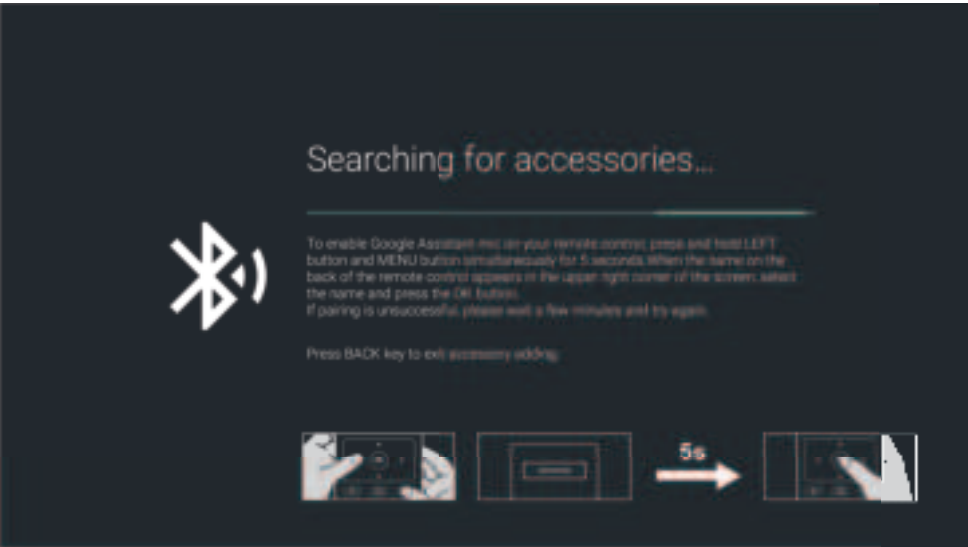 Searching for accessories...
To enable Google Assistant mic on your remote control, press and hold LEFT
button and MENU button simultaneously for 5 seconds.When the name on the
back of the remote control appears in the upper right corner of the screen, select
the name and press the OK button.
If pairing is unsuccessful, please wait a few minutes and try again.
Press BACK key to exit accessory adding.
5s